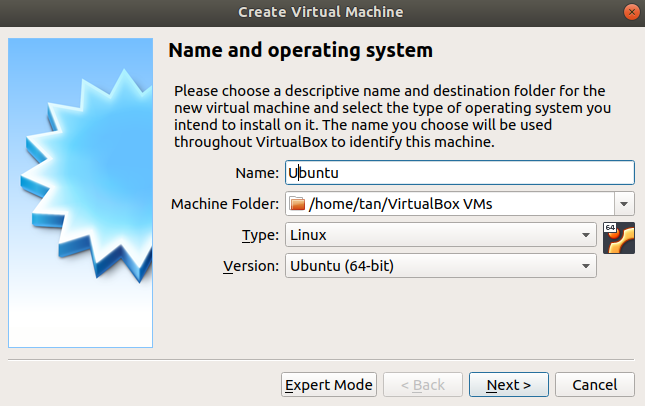 Create Virtual Machine
Name and operating system
Please choose a descriptive name and destination folder for the
new virtual machine and select the type of operating system you
intend to install on it. The name you choose will be used
throughout VirtualBox to identify this machine.
Name: Ubuntu
Machine Folder: /home/tan/VirtualBox VMs
Type: Linux 64
Version: Ubuntu (64-bit)
Expert Mode < Back Next > Cancel